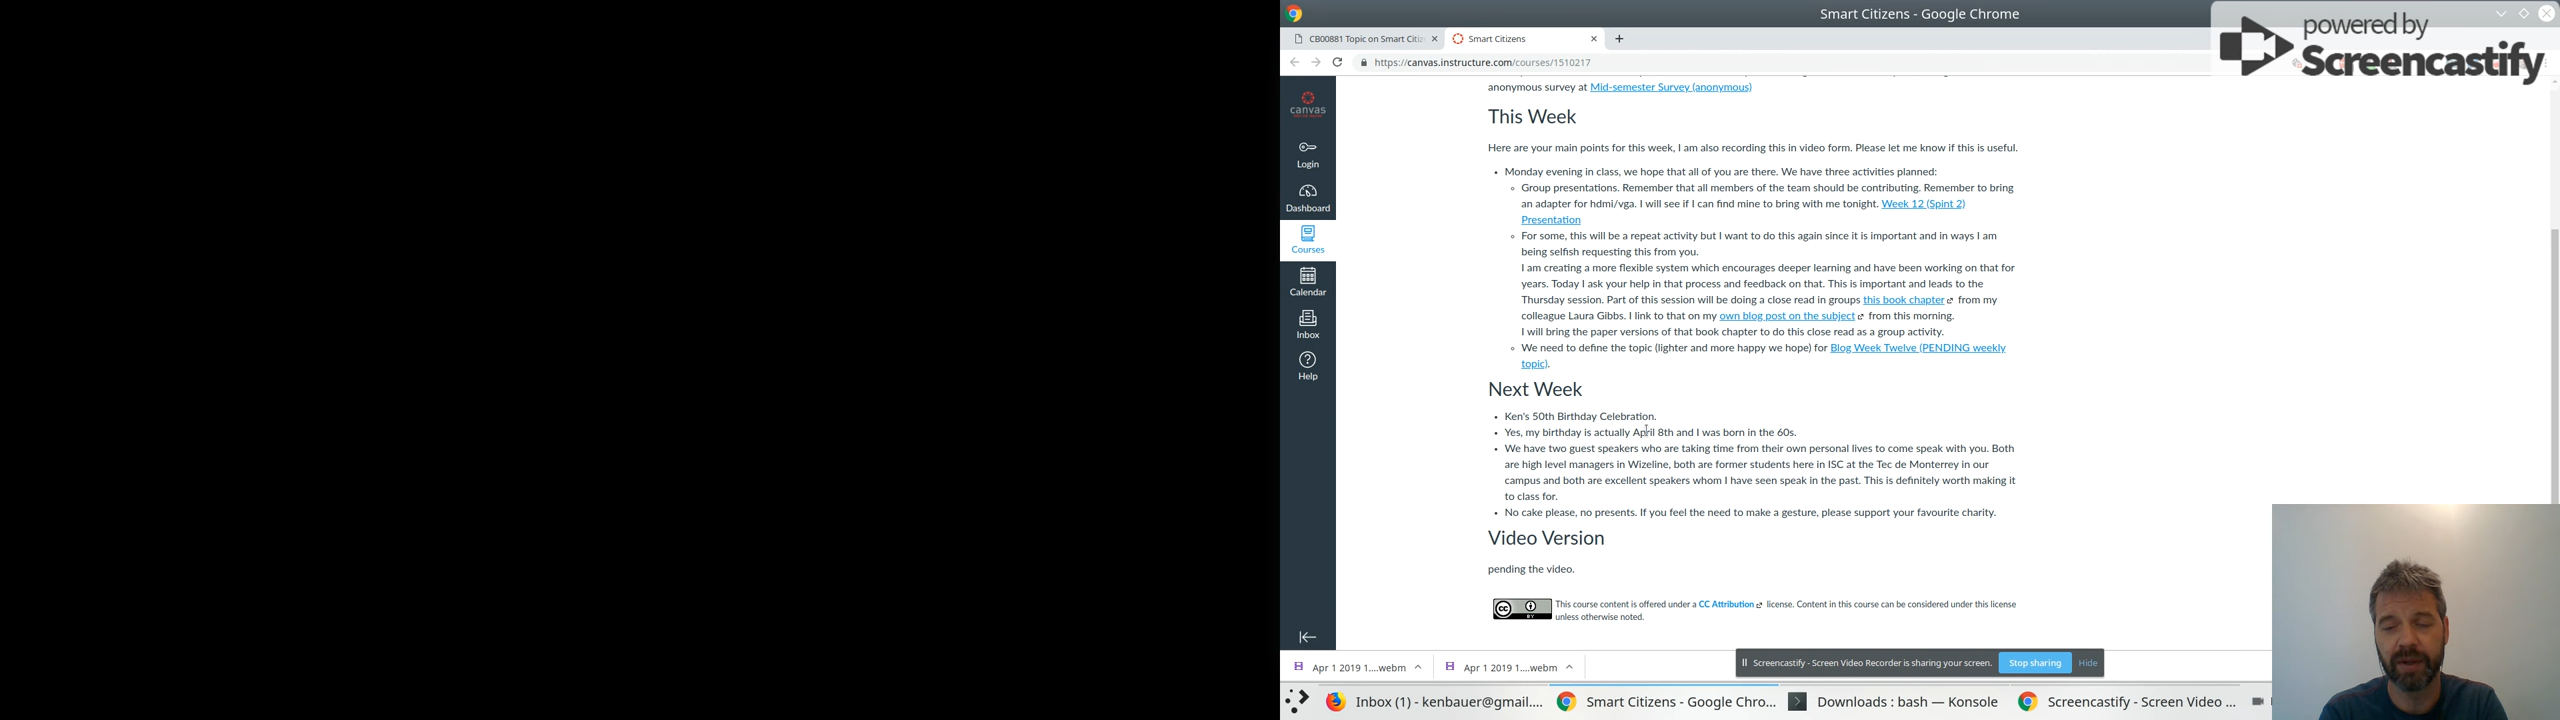 Smart Citizens - Google Chrome
powered by
Screencastify
CB00881 Topic on Smart Citiz
Smart Citizens
https://canvas.instructure.com/courses/1510217
canvas
Login
Dashboard
Courses
Calendar
Inbox
Help
anonymous survey at Mid-semester Survey (anonymous)
This Week
Here are your main points for this week, I am also recording this in video form. Please let me know if this is useful.
Monday evening in class, we hope that all of you are there. We have three activities planned:
Group presentations. Remember that all members of the team should be contributing. Remember to bring
an adapter for hdmi/vga. I will see if I can find mine to bring with me tonight. Week 12 (Spint 2)
Presentation
For some, this will be a repeat activity but I want to do this again since it is important and in ways I am
being selfish requesting this from you.
I am creating a more flexible system which encourages deeper learning and have been working on that for
years. Today I ask your help in that process and feedback on that. This is important and leads to the
Thursday session. Part of this session will be doing a close read in groups this book chapter from my
colleague Laura Gibbs. I link to that on my own blog post on the subject from this morning.
I will bring the paper versions of that book chapter to do this close read as a group activity.
We need to define the topic (lighter and more happy we hope) for Blog Week Twelve (PENDING weekly
topic).
Next Week
Ken's 50th Birthday Celebration.
Yes, my birthday is actually April 8th and I was born in the 60s.
We have two guest speakers who are taking time from their own personal lives to come speak with you. Both
are high level managers in Wizeline, both are former students here in ISC at the Tec de Monterrey in our
campus and both are excellent speakers whom I have seen speak in the past. This is definitely worth making it
to class for.
No cake please, no presents. If you feel the need to make a gesture, please support your favourite charity.
Video Version
pending the video.
cc BY
This course content is offered under a CC Attribution license. Content in this course can be considered under this license
unless otherwise noted.
Apr 1 2019 1....webm
Apr 1 2019 1....webm
Screencastify - Screen Video Recorder is sharing your screen.
Stop sharing
Hide
Inbox (1) - kenbauer@gmail....
Smart Citizens - Google Chro...
Downloads : bash — Konsole
Screencastify - Screen Video ...